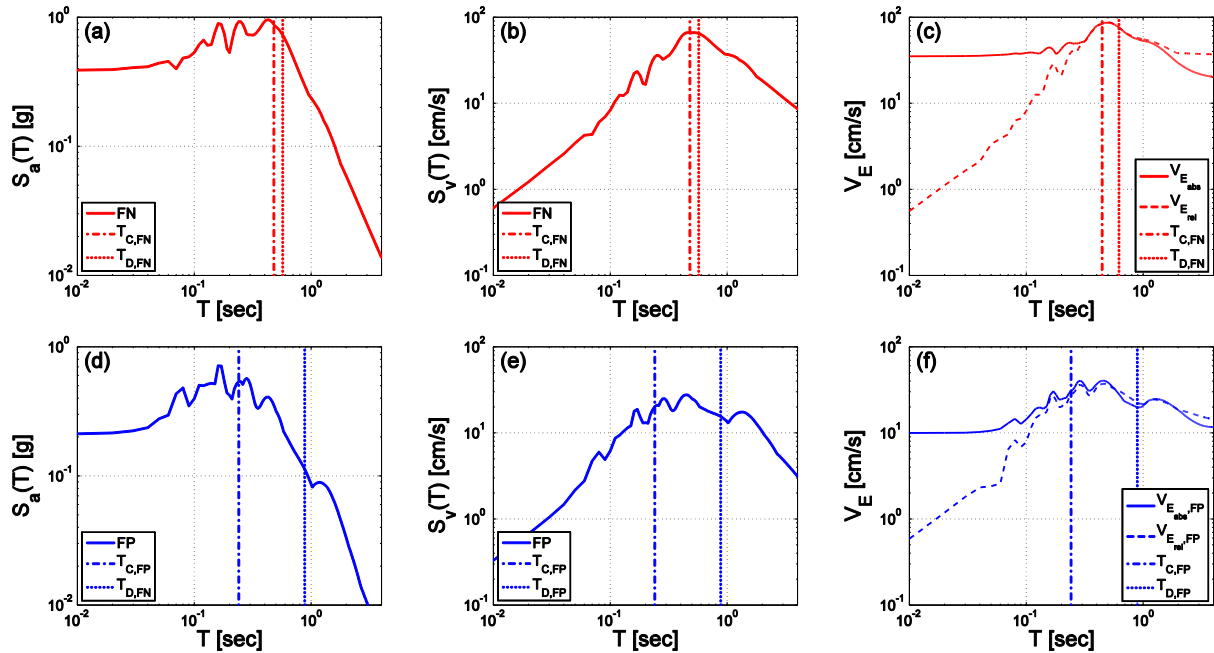 (a)
10^0
10^-1
10^-2
S_a(T) [g]
FN
T_C,FN
T_D,FN
10^-2
10^-1
10^0
T [sec]
(b)
10^2
10^1
10^0
10^-1
S_v(T) [cm/s]
FN
T_C,FN
T_D,FN
10^-2
10^-1
10^0
T [sec]
(c)
10^2
10^1
10^0
10^-1
V_E [cm/s]
V_E_abs
V_E_rel
T_C,FN
T_D,FN
10^-2
10^-1
10^0
T [sec]
(d)
10^0
10^-1
10^-2
S_a(T) [g]
FP
T_C,FP
T_D,FN
10^-2
10^-1
10^0
T [sec]
(e)
10^2
10^1
10^0
10^-1
S_v(T) [cm/s]
FP
T_C,FP
T_D,FP
10^-2
10^-1
10^0
T [sec]
(f)
10^2
10^1
10^0
10^-1
V_E [cm/s]
V_E_abs,FP
V_E_rel,FP
T_C,FP
T_D,FP
10^-2
10^-1
10^0
T [sec]